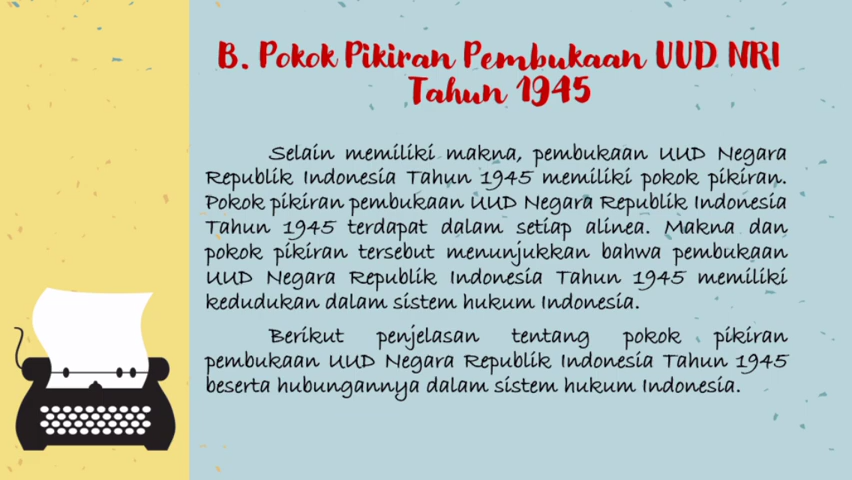 B. Pokok Pikiran Pembukaan UUD NRI
Tahun 1945
Selain memiliki makna, pembukaan UUD Negara
Republik Indonesia Tahun 1945 memiliki pokok pikiran.
Pokok pikiran pembukaan UUD Negara Republik Indonesia
Tahun 1945 terdapat dalam setiap alinea. Makna dan
pokok pikiran tersebut menunjukkan bahwa pembukaan
UUD Negara Republik Indonesia Tahun 1945 memiliki
kedudukan dalam sistem hukum Indonesia.
Berikut penjelasan tentang pokok pikiran
pembukaan UUD Negara Republik Indonesia Tahun 1945
beserta hubungannya dalam sistem hukum Indonesia.